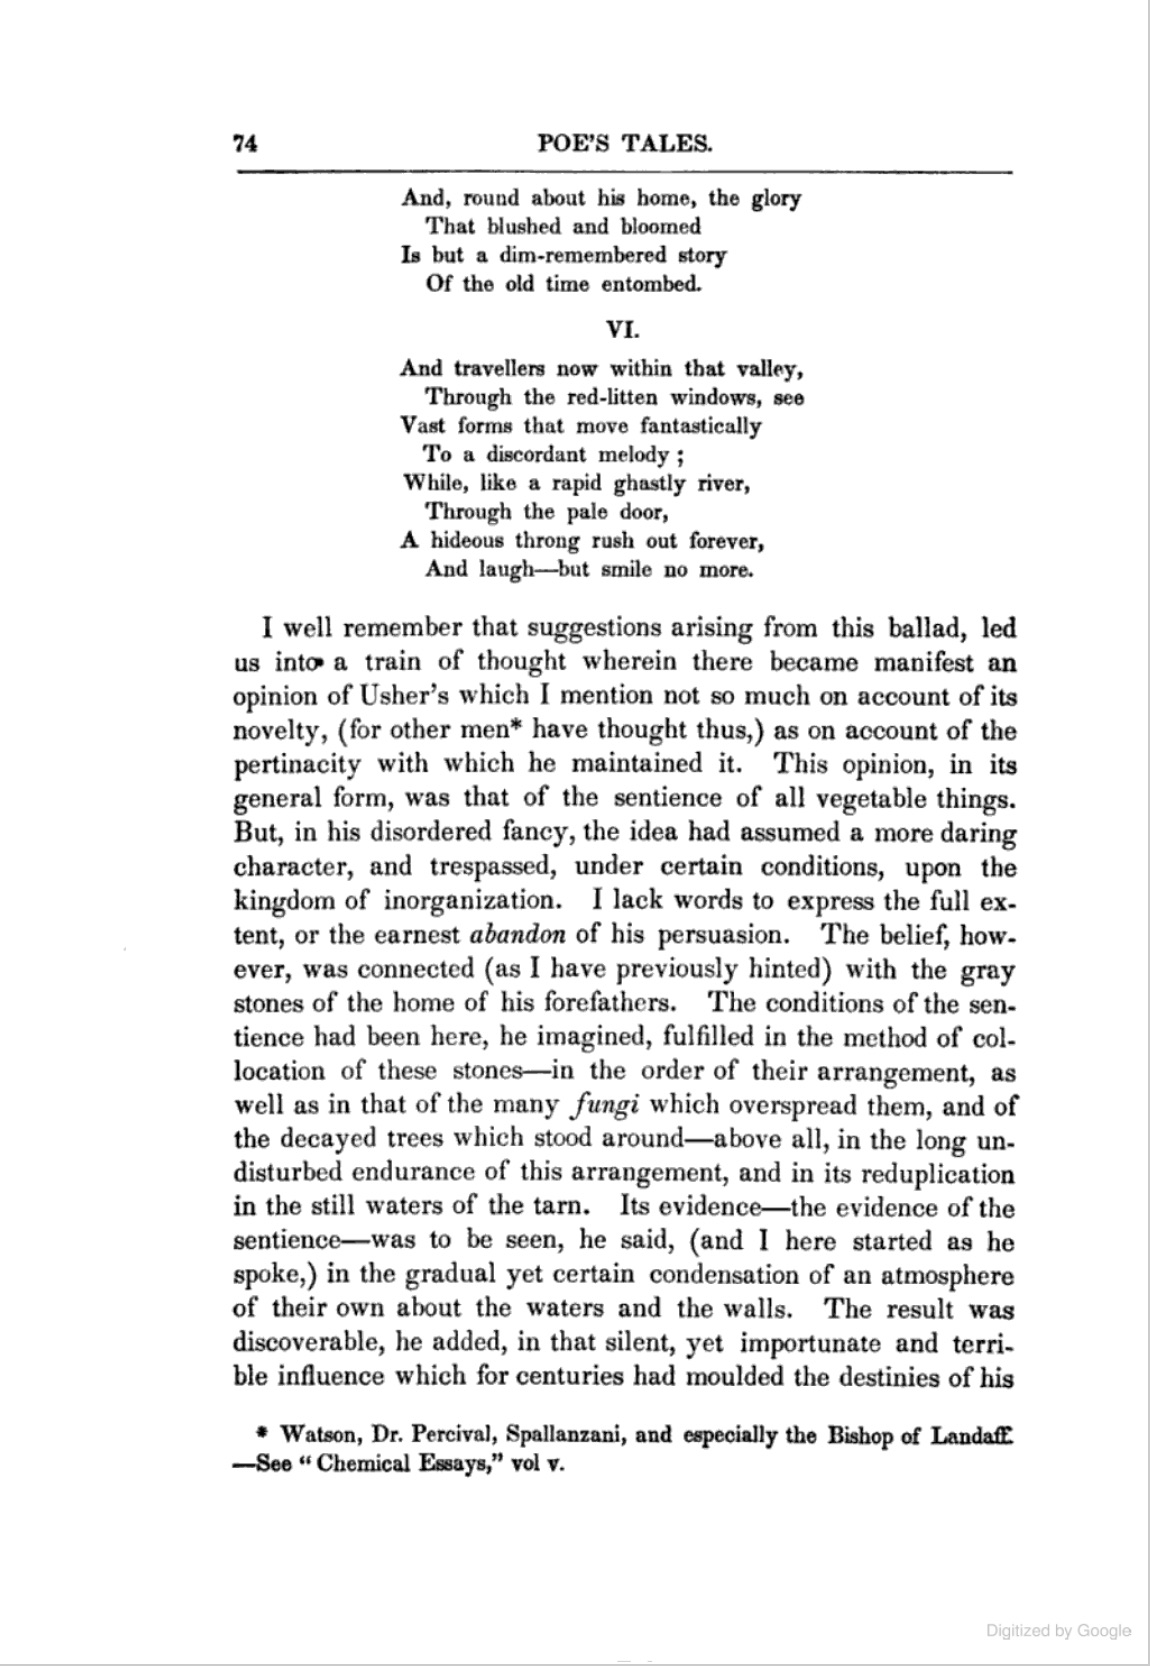 74 POE'S TALES.
And, round about his home, the glory
That blushed and bloomed
Is but a dim-remembered story
Of the old time entombed.
VI.
And travellers now within that valley,
Through the red-litten windows, see
Vast forms that move fantastically
To a discordant melody ;
While, like a rapid ghastly river,
Through the pale door,
A hideous throng rush out forever,
And laugh—but smile no more.
I well remember that suggestions arising from this ballad, led
us into a train of thought wherein there became manifest an
opinion of Usher's which I mention not so much on account of its
novelty, (for other men* have thought thus,) as on account of the
pertinacity with which he maintained it. This opinion, in its
general form, was that of the sentience of all vegetable things.
But, in his disordered fancy, the idea had assumed a more daring
character, and trespassed, under certain conditions, upon the
kingdom of inorganization. I lack words to express the full ex-
tent, or the earnest abandon of his persuasion. The belief, how-
ever, was connected (as I have previously hinted) with the gray
stones of the home of his forefathers. The conditions of the sen-
tience had been here, he imagined, fulfilled in the method of col-
location of these stones—in the order of their arrangement, as
well as in that of the many fungi which overspread them, and of
the decayed trees which stood around—above all, in the long un-
disturbed endurance of this arrangement, and in its reduplication
in the still waters of the tarn. Its evidence—the evidence of the
sentience—was to be seen, he said, (and I here started as he
spoke,) in the gradual yet certain condensation of an atmosphere
of their own about the waters and the walls. The result was
discoverable, he added, in that silent, yet importunate and terri-
ble influence which for centuries had moulded the destinies of his
* Watson, Dr. Percival, Spallanzani, and especially the Bishop of Landaff.
—See “ Chemical Essays,” vol v.
Digitized by Google